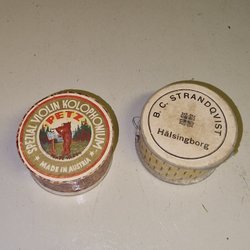 SPEZIAL VIOLIN KOLOPHONIUM
PETZ
MADE IN AUSTRIA
B. C. STRANDQVIST
Hälsingborg